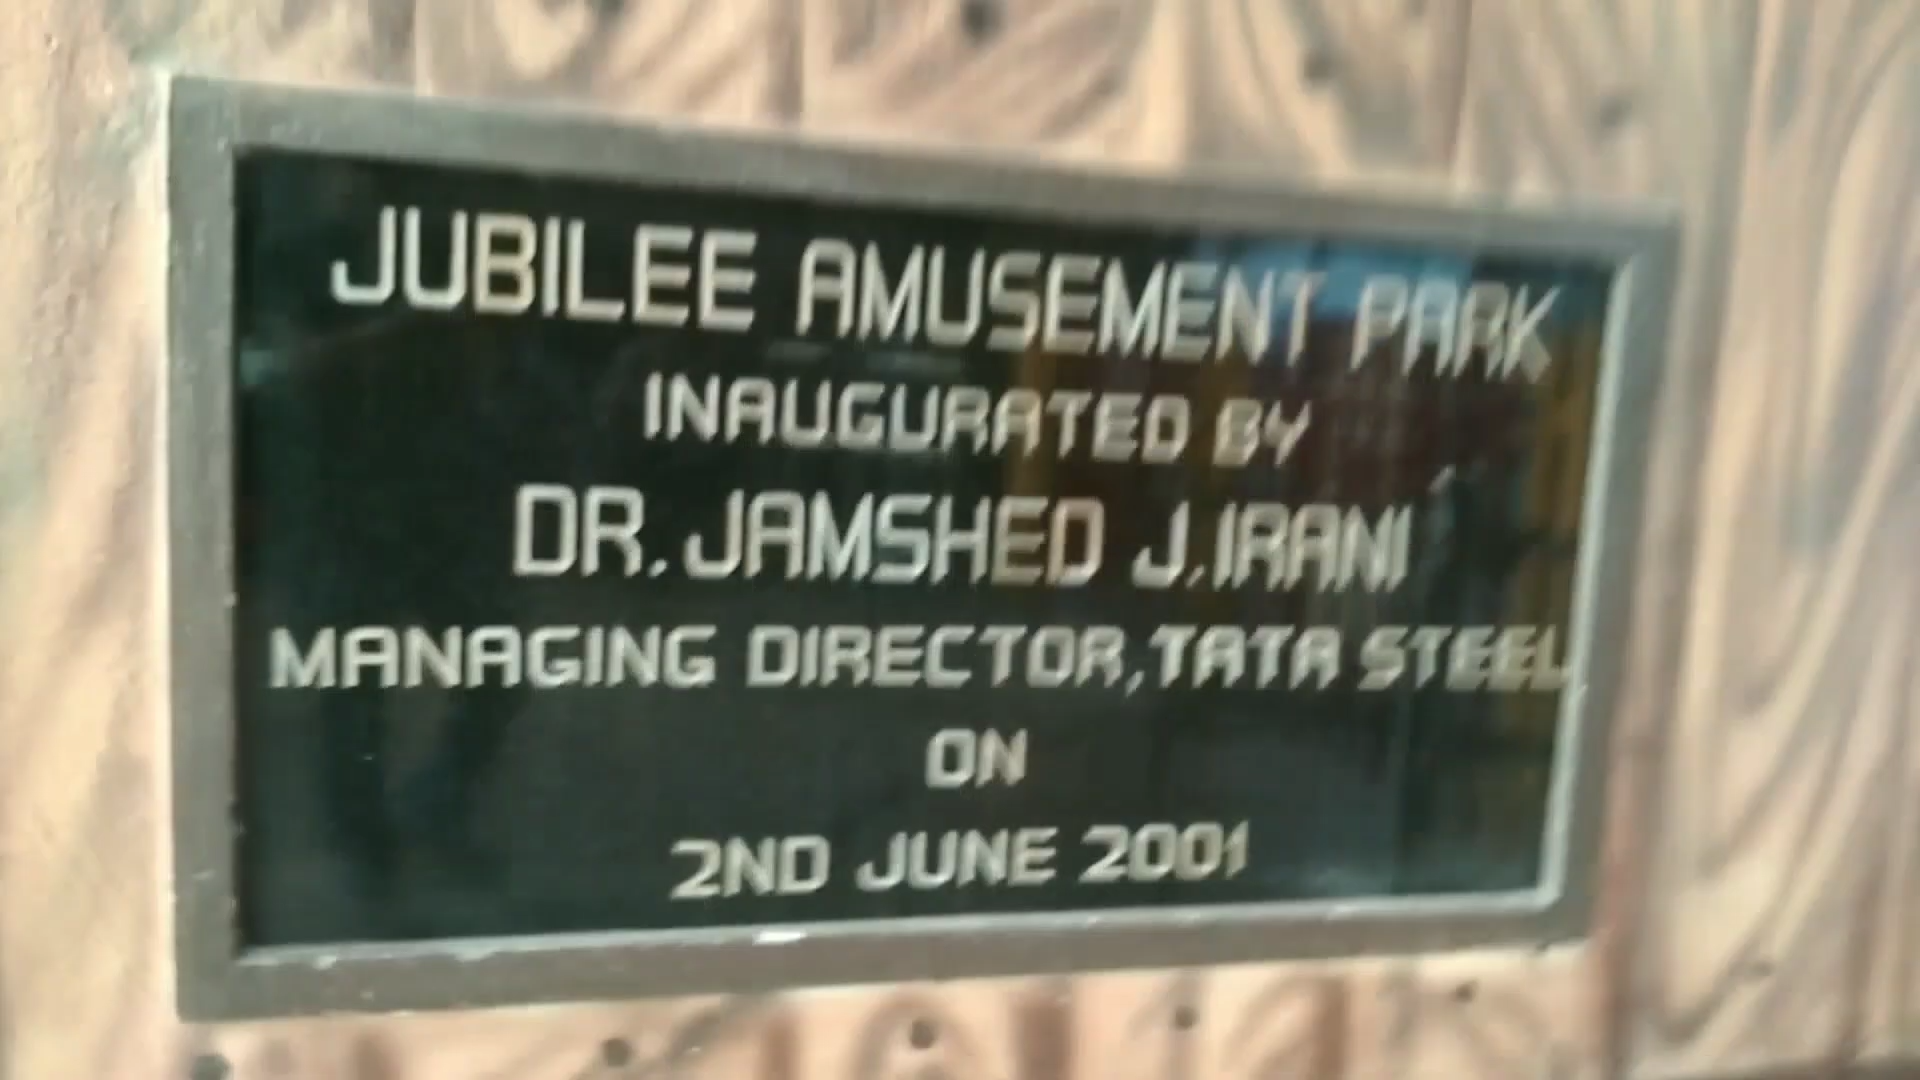 JUBILEE AMUSEMENT PARK
INAUGURATED BY
DR. JAMSHED J. IRANI
MANAGING DIRECTOR, TATA STEEL
ON
2ND JUNE 2001